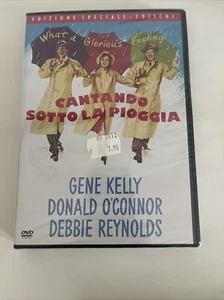 EDIZIONE SPECIALE · 2 DISCHI
What a Glorious Feeling
CANTANDO
SOTTO LA PIOGGIA
7,90
GENE KELLY
DONALD O'CONNOR
DEBBIE REYNOLDS
DVD